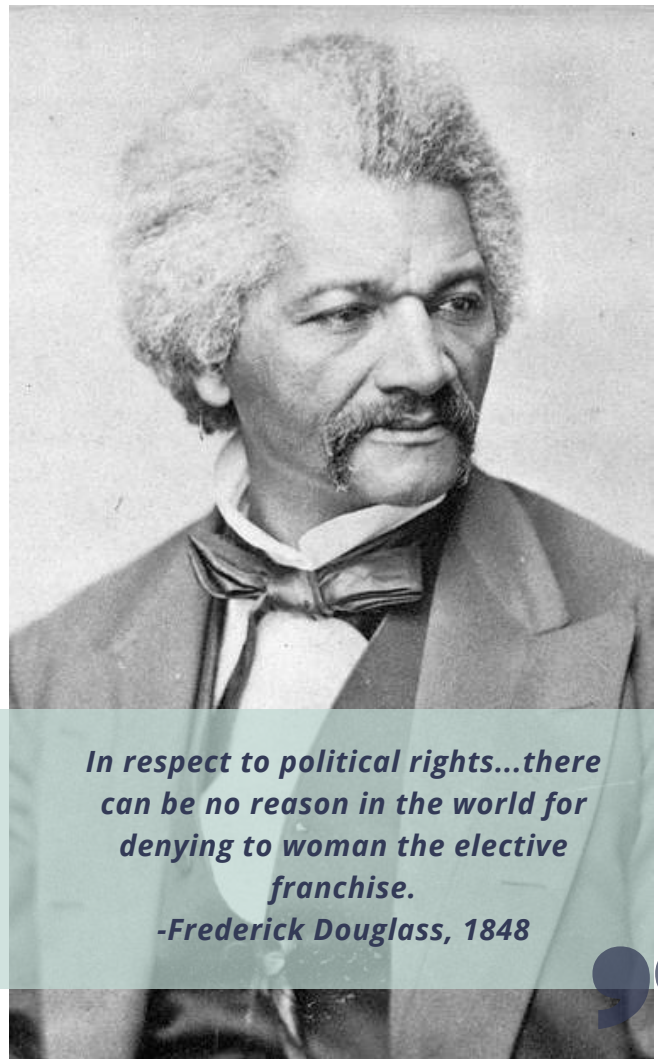 In respect to political rights...there
can be no reason in the world for
denying to woman the elective
franchise.
-Frederick Douglass, 1848